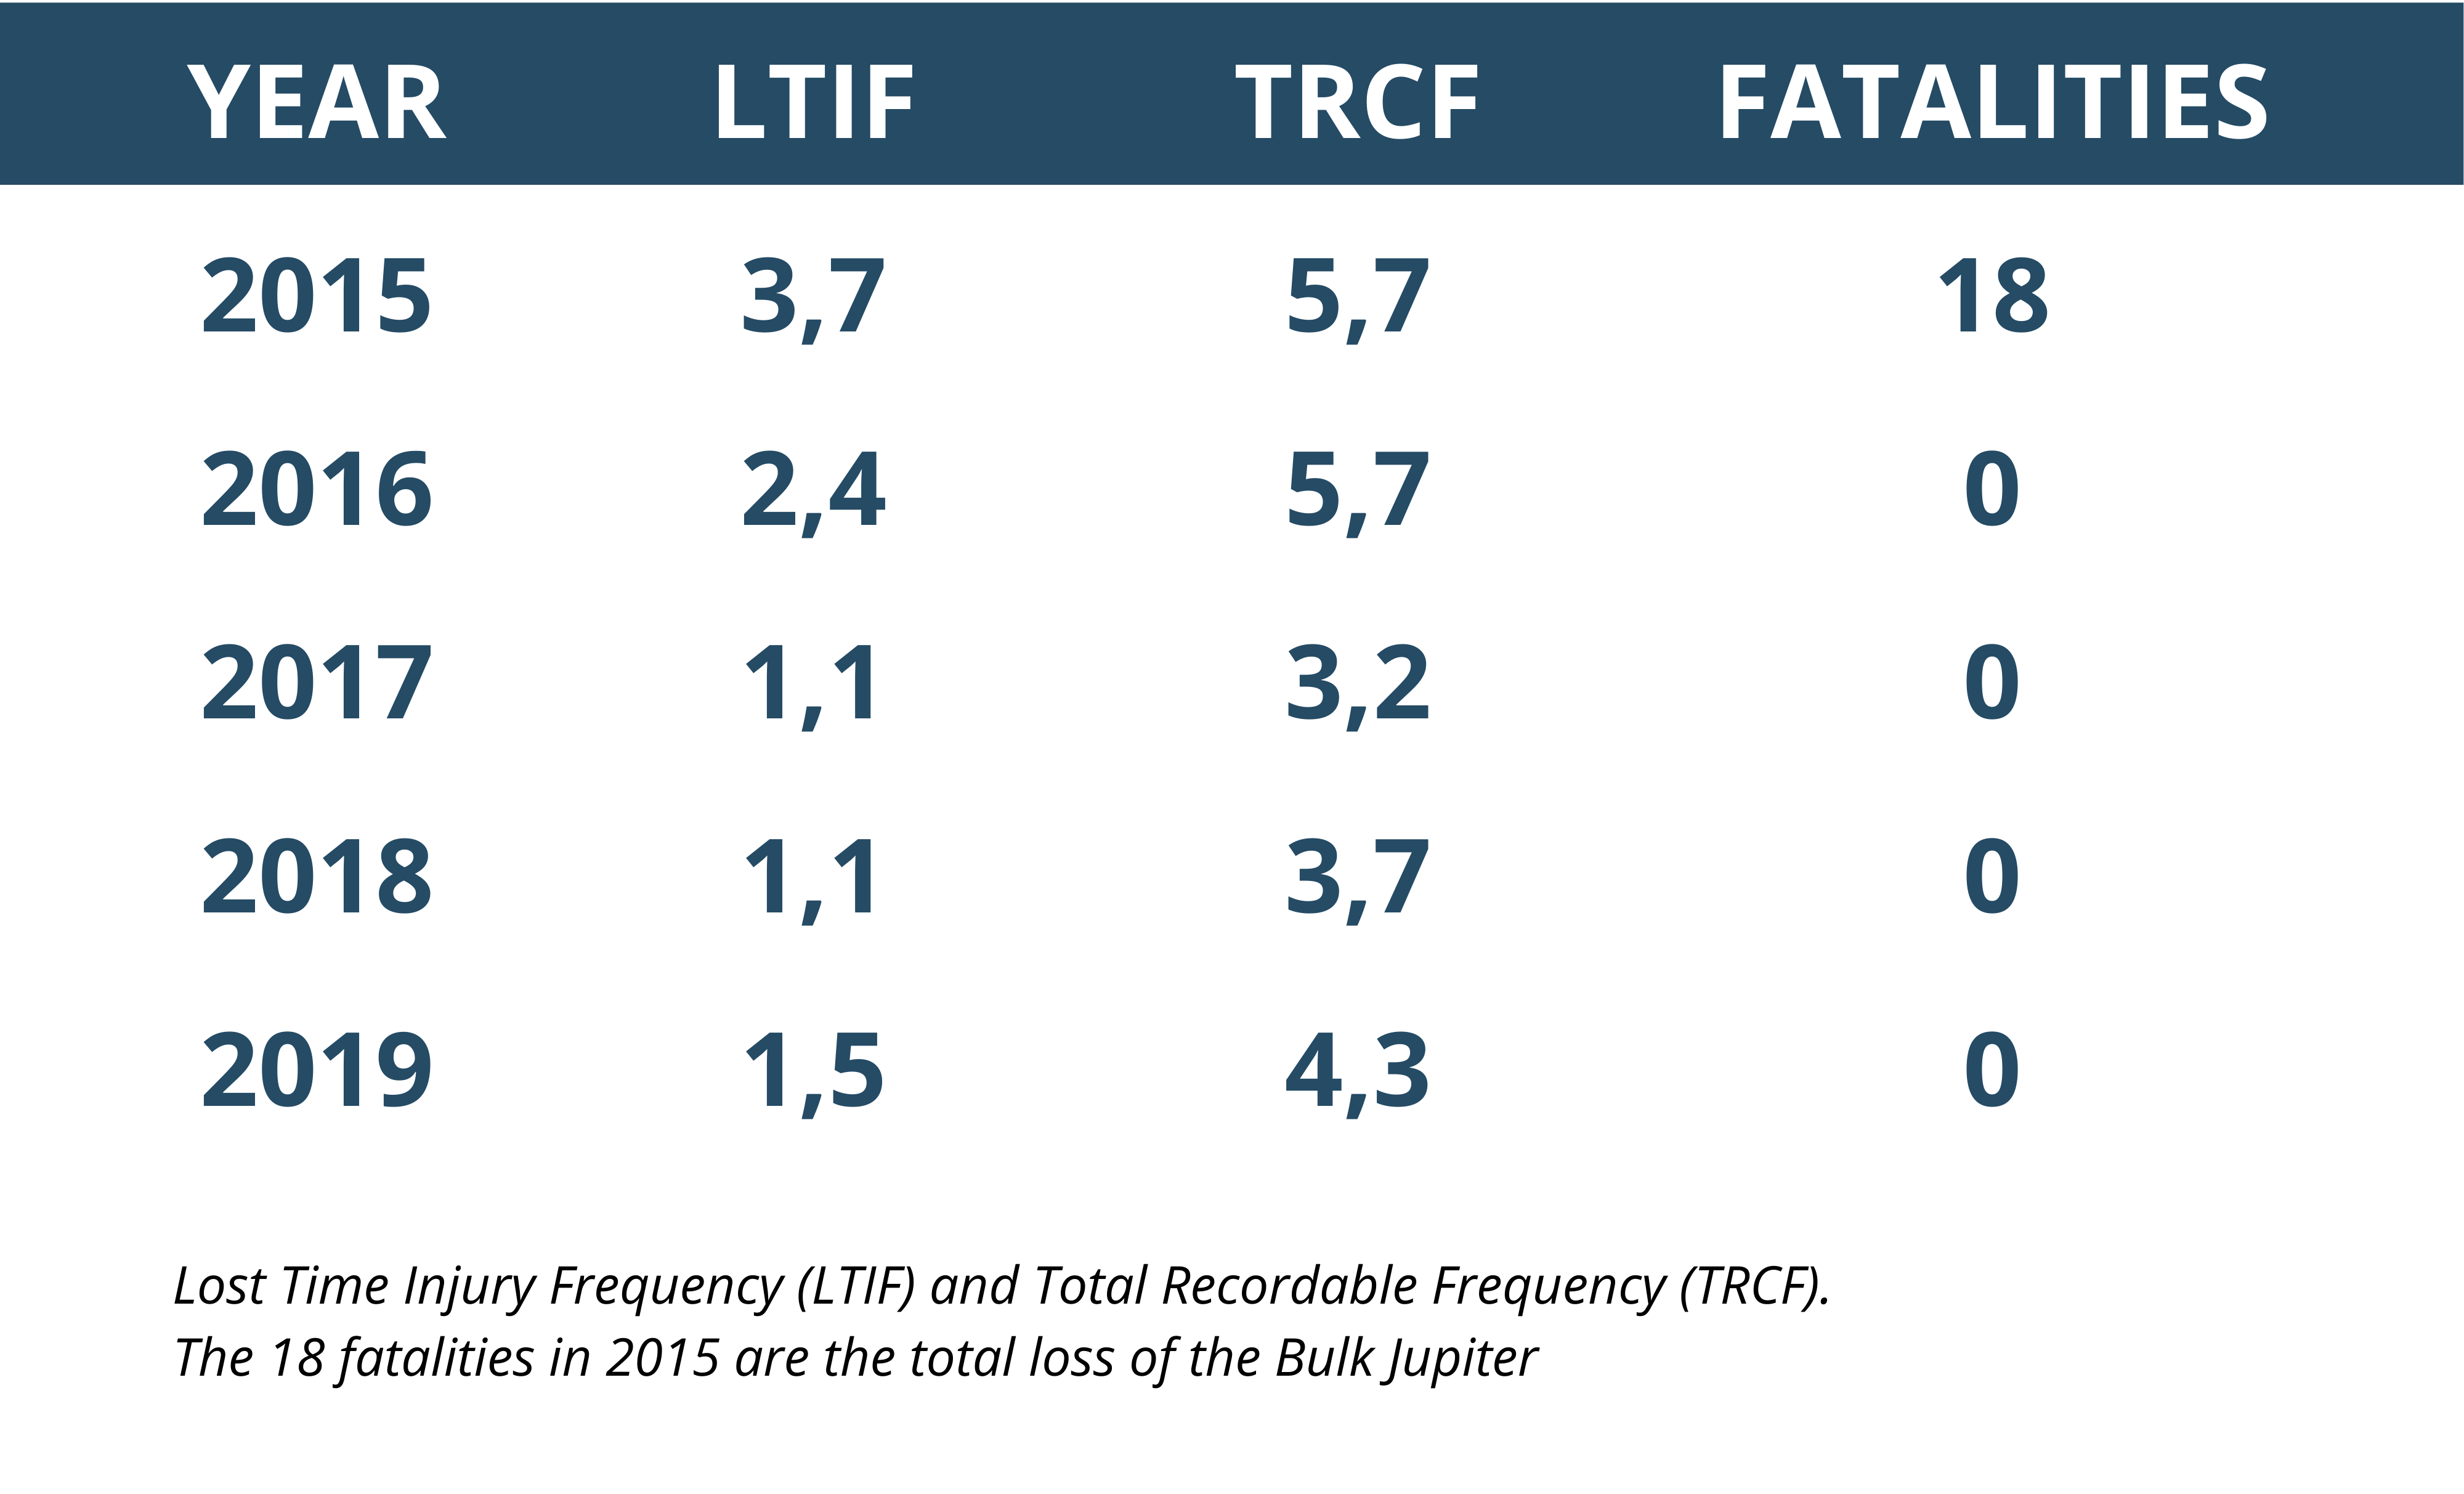 YEAR LTIF TRCF FATALITIES
2015 3,7 5,7 18
2016 2,4 5,7 0
2017 1,1 3,2 0
2018 1,1 3,7 0
2019 1,5 4,3 0
Lost Time Injury Frequency (LTIF) and Total Recordable Frequency (TRCF).
The 18 fatalities in 2015 are the total loss of the Bulk Jupiter